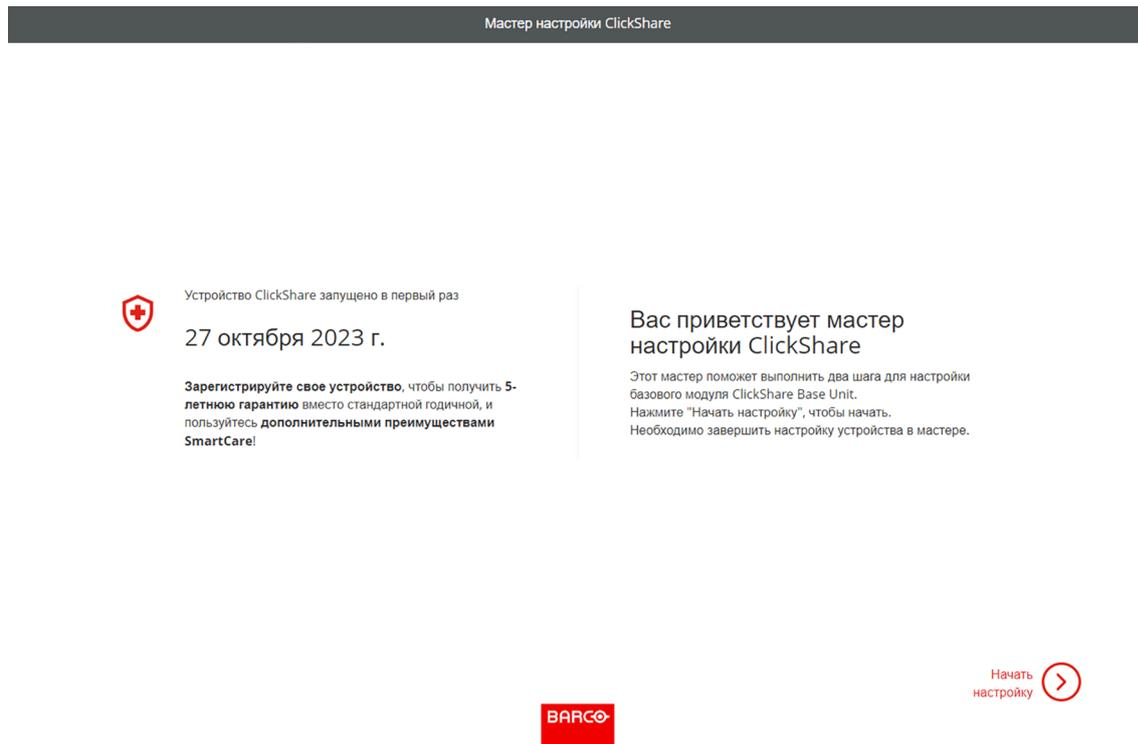 Мастер настройки ClickShare
Устройство ClickShare запущено в первый раз
27 октября 2023 г.
Зарегистрируйте свое устройство, чтобы получить 5-
летнюю гарантию вместо стандартной годичной, и
пользуйтесь дополнительными преимуществами
SmartCare!
Вас приветствует мастер
настройки ClickShare
Этот мастер поможет выполнить два шага для настройки
базового модуля ClickShare Base Unit.
Нажмите "Начать настройку", чтобы начать.
Необходимо завершить настройку устройства в мастере.
Начать
настройку
BARCO